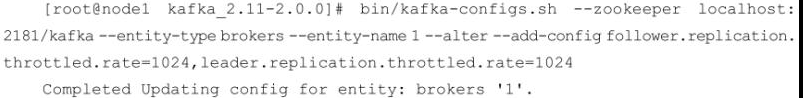 [root@node1 kafka_2.11-2.0.0]# bin/kafka-configs.sh --zookeeper localhost:
2181/kafka --entity-type brokers --entity-name 1 --alter --add-config follower.replication.
throttled.rate=1024,leader.replication.throttled.rate=1024
Completed Updating config for entity: brokers '1'.